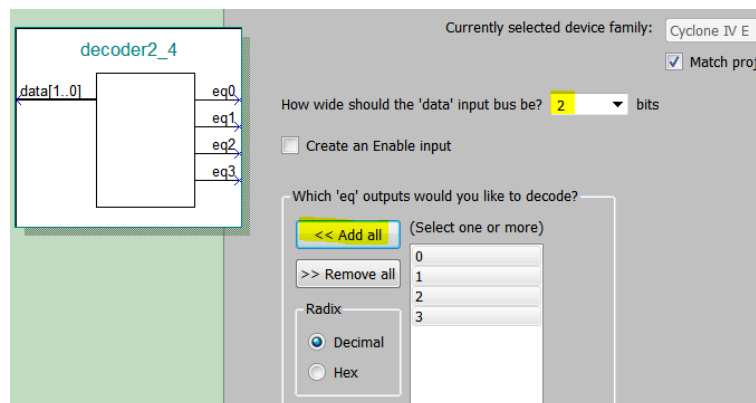 decoder2_4
data[1..0]
eq0
eq1
eq2
eq3
Currently selected device family:
Cyclone IV E
Match proj
How wide should the 'data' input bus be?
2
bits
Create an Enable input
Which 'eq' outputs would you like to decode?
<< Add all
(Select one or more)
>> Remove all
0
1
2
3
Radix
Decimal
Hex